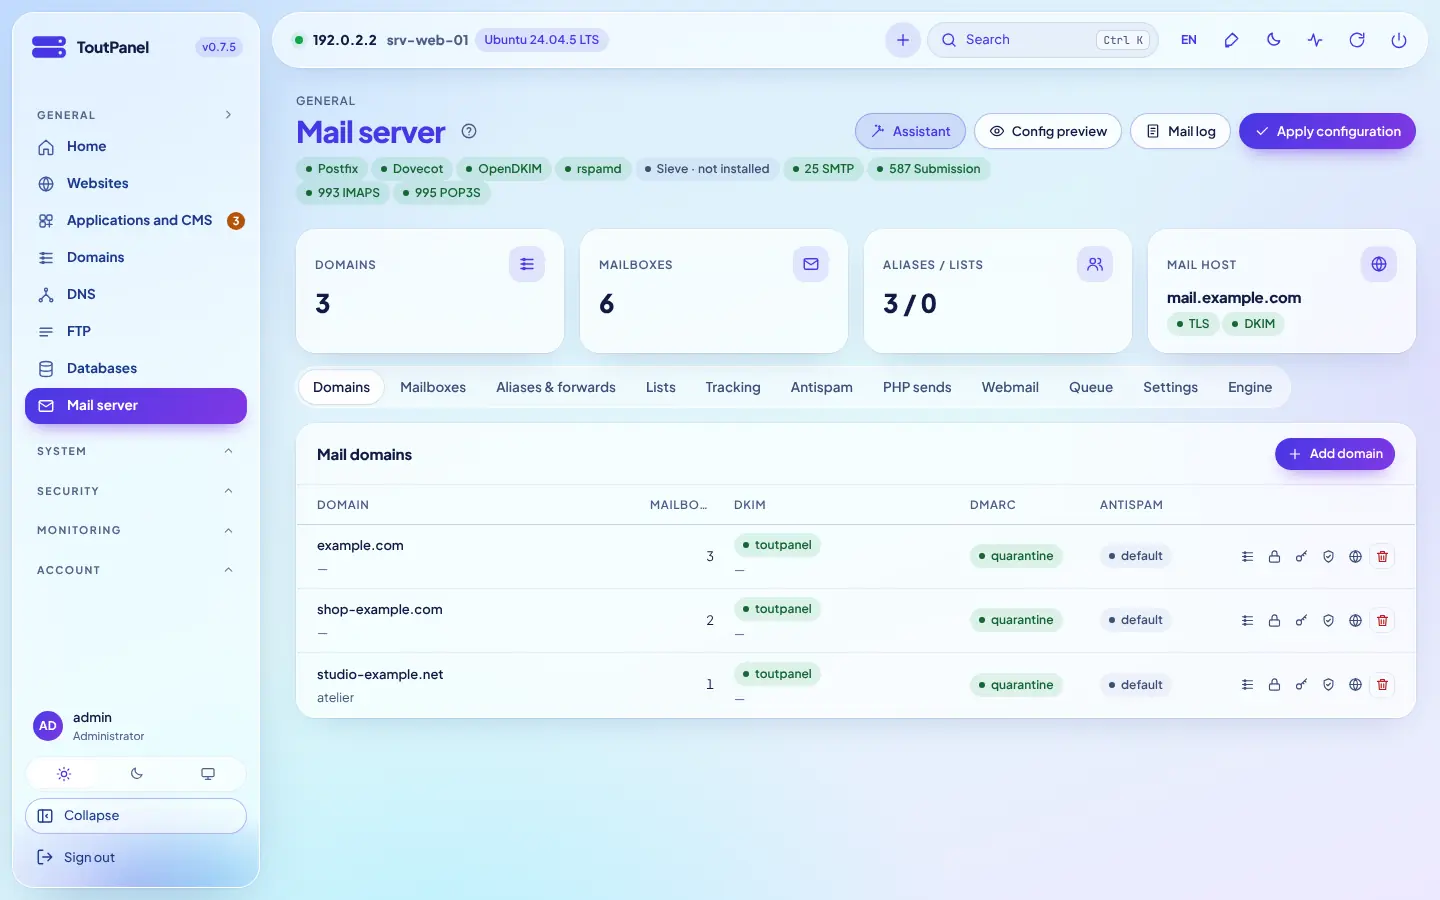 ToutPanel
v0.7.5
GENERAL
Home
Websites
Applications and CMS
3
Domains
DNS
FTP
Databases
Mail server
SYSTEM
SECURITY
MONITORING
ACCOUNT
AD
admin
Administrator
Collapse
Sign out
192.0.2.2 srv-web-01 Ubuntu 24.04.5 LTS
Search Ctrl K
EN
GENERAL
Mail server
Assistant
Config preview
Mail log
Apply configuration
Postfix Dovecot OpenDKIM rspamd Sieve · not installed 25 SMTP 587 Submission
993 IMAPS 995 POP3S
DOMAINS
3
MAILBOXES
6
ALIASES / LISTS
3 / 0
MAIL HOST
mail.example.com
TLS DKIM
Domains Mailboxes Aliases & forwards Lists Tracking Antispam PHP sends Webmail Queue Settings Engine
Mail domains
Add domain
DOMAIN MAILBO... DKIM DMARC ANTISPAM
example.com 3 toutpanel quarantine default
— —
shop-example.com 2 toutpanel quarantine default
— —
studio-example.net 1 toutpanel quarantine default
atelier —